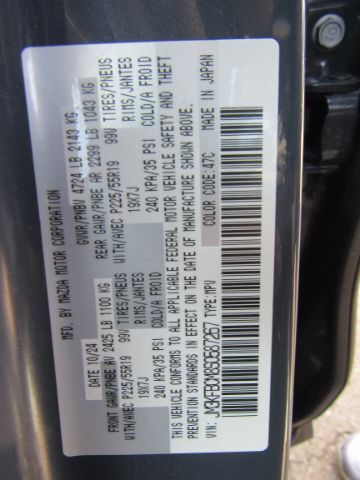 MFD. BY MAZDA MOTOR CORPORATION
DATE: 10/24 GVWR/PNBV 4724 LB 2143 KG
FRONT GAWR/PNBE AV 2425 LB 1100 KG REAR GAWR/PNBE AR 2299 LB 1043 KG
WITH/AVEC P225/55R19 99V TIRES/PNEUS WITH/AVEC P225/55R19 99V TIRES/PNEUS
19X7J RIMS/JANTES 19X7J RIMS/JANTES
240 KPA/35 PSI COLD/A FROID 240 KPA/35 PSI COLD/A FROID
THIS VEHICLE CONFORMS TO ALL APPLICABLE FEDERAL MOTOR VEHICLE SAFETY AND THEFT
PREVENTION STANDARDS IN EFFECT ON THE DATE OF MANUFACTURE SHOWN ABOVE.
COLOR CODE: 47C MADE IN JAPAN
VIN: TYPE: MPV